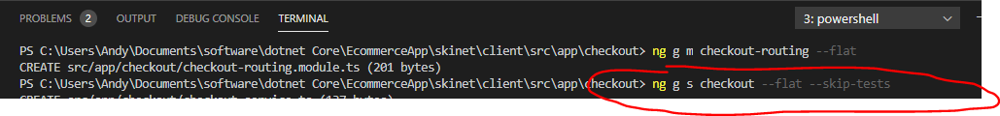 PROBLEMS 2 OUTPUT DEBUG CONSOLE TERMINAL 3: powershell
PS C:\Users\Andy\Documents\software\dotnet Core\EcommerceApp\skinet\client\src\app\checkout> ng g m checkout-routing --flat
CREATE src/app/checkout/checkout-routing.module.ts (201 bytes)
PS C:\Users\Andy\Documents\software\dotnet Core\EcommerceApp\skinet\client\src\app\checkout> ng g s checkout --flat --skip-tests
CREATE src/app/checkout/checkout.service.ts (137 bytes)